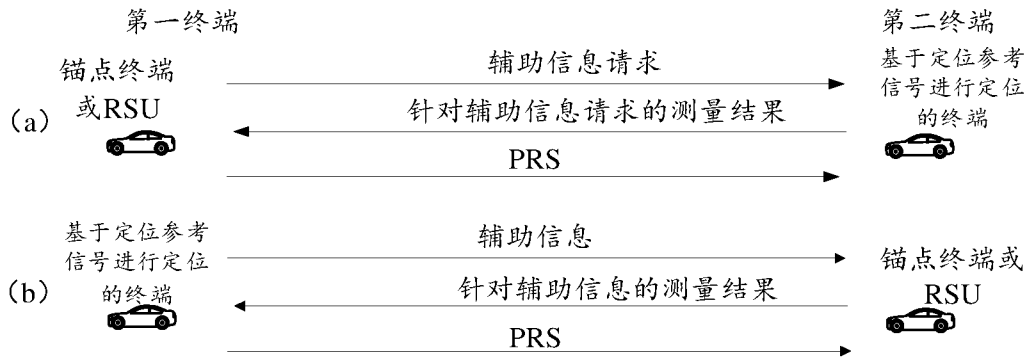 第一终端
第二终端
锚点终端
或RSU
(a)
辅助信息请求
针对辅助信息请求的测量结果
PRS
基于定位参考
信号进行定位
的终端
基于定位参考
信号进行定位
的终端
(b)
辅助信息
针对辅助信息的测量结果
PRS
锚点终端或
RSU